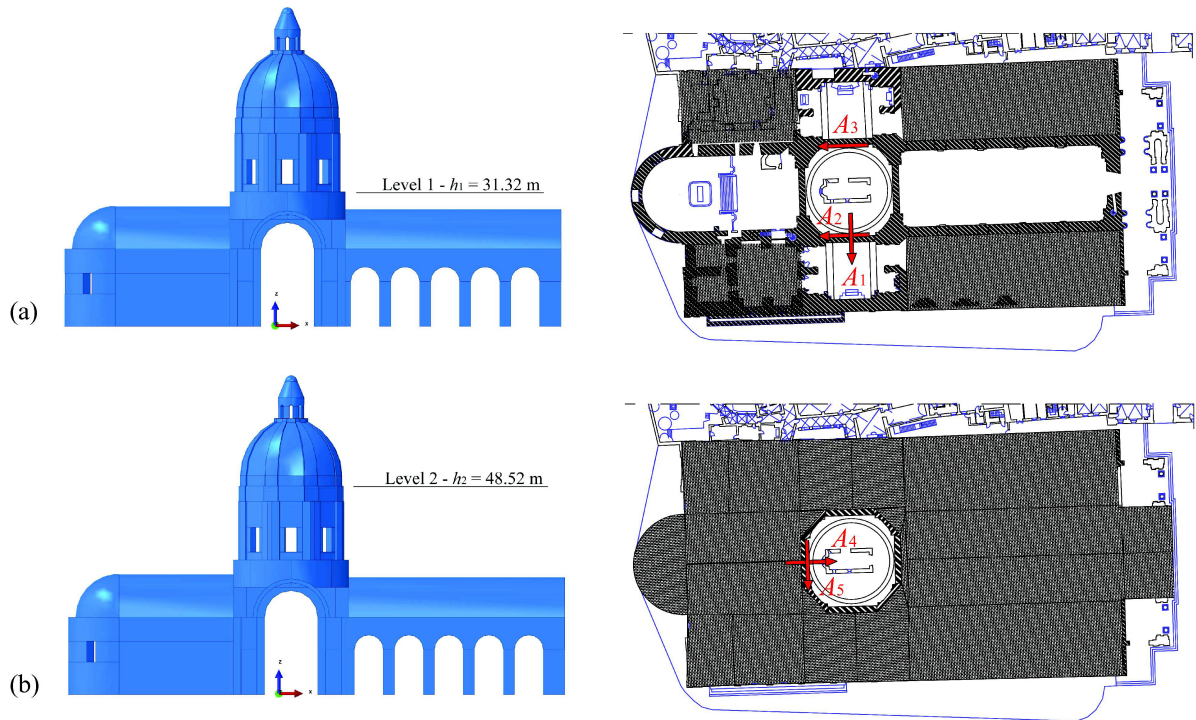 Level 1 - h₁ = 31.32 m
z
x
(a)
A₃
A₂
A₁
Level 2 - h₂ = 48.52 m
z
x
(b)
A₄
A₅